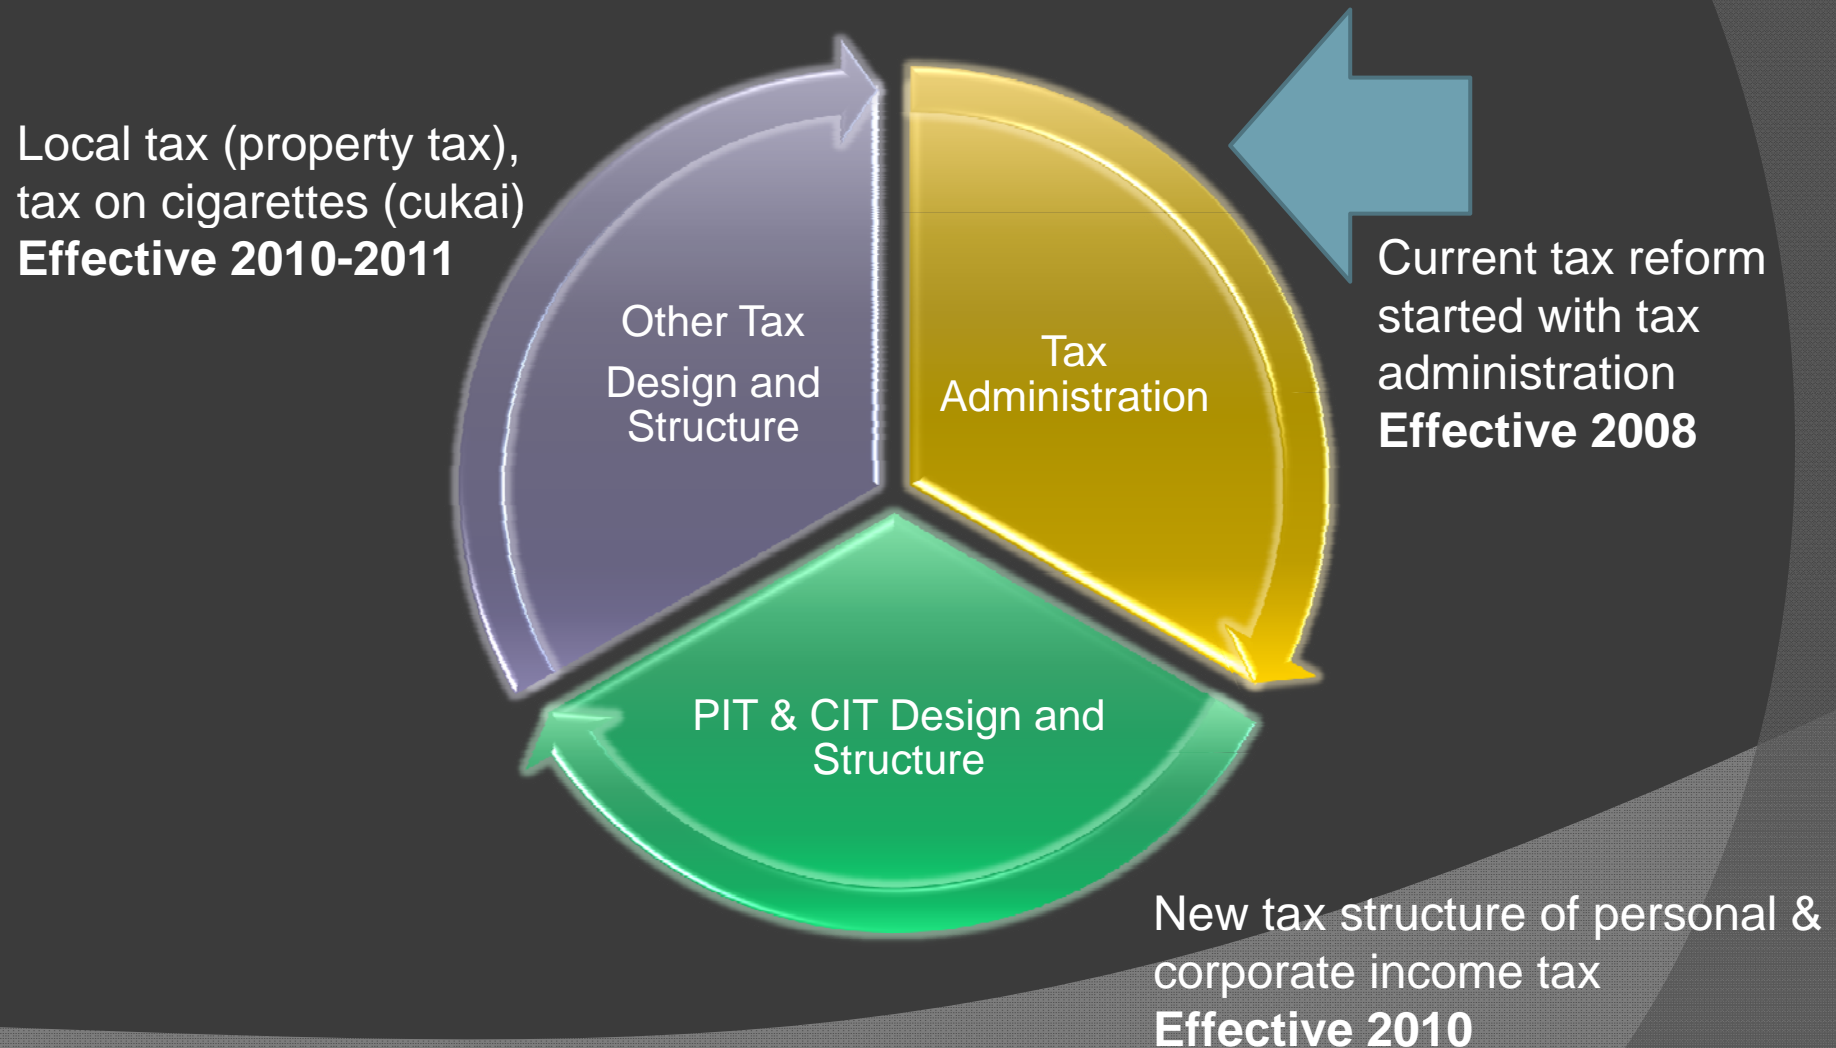 Local tax (property tax),
tax on cigarettes (cukai)
Effective 2010-2011
Other Tax
Design and
Structure
Tax
Administration
Current tax reform
started with tax
administration
Effective 2008
PIT & CIT Design and
Structure
New tax structure of personal &
corporate income tax
Effective 2010